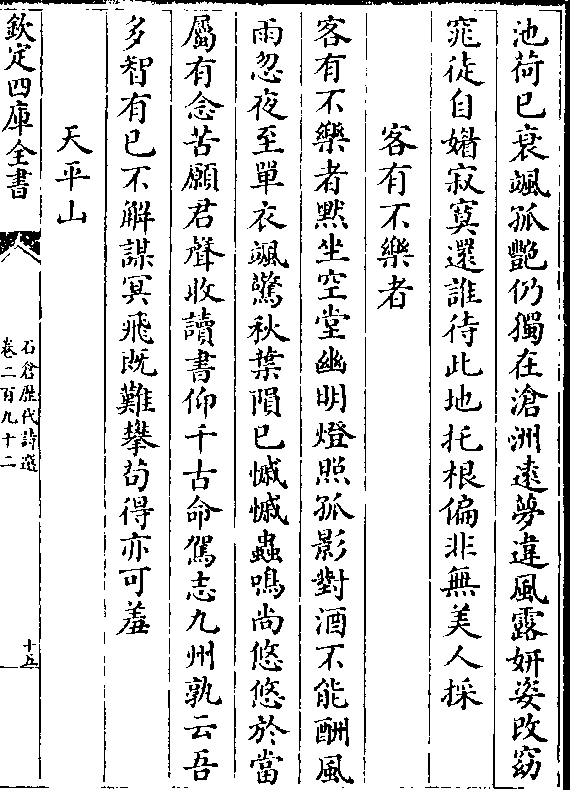 池荷已衰颯孤艷仍獨在滄洲遠夢違風露妍姿改窈
窕徒自媚寂寞還誰待此地托根偏非無美人採
客有不樂者
客有不樂者黙坐空堂幽明燈照孤影對酒不能酬風
雨忽夜至單衣颯驚秋葉隕已慽慽蟲鳴尚悠悠於當
屬有念苦願君聲收讀書仰千古命駕志九州孰云吾
多智有已不解謀冥飛既難攀苟得亦可羞
天平山
欽定四庫全書
石倉歴代詩選
卷二百九十二
十五